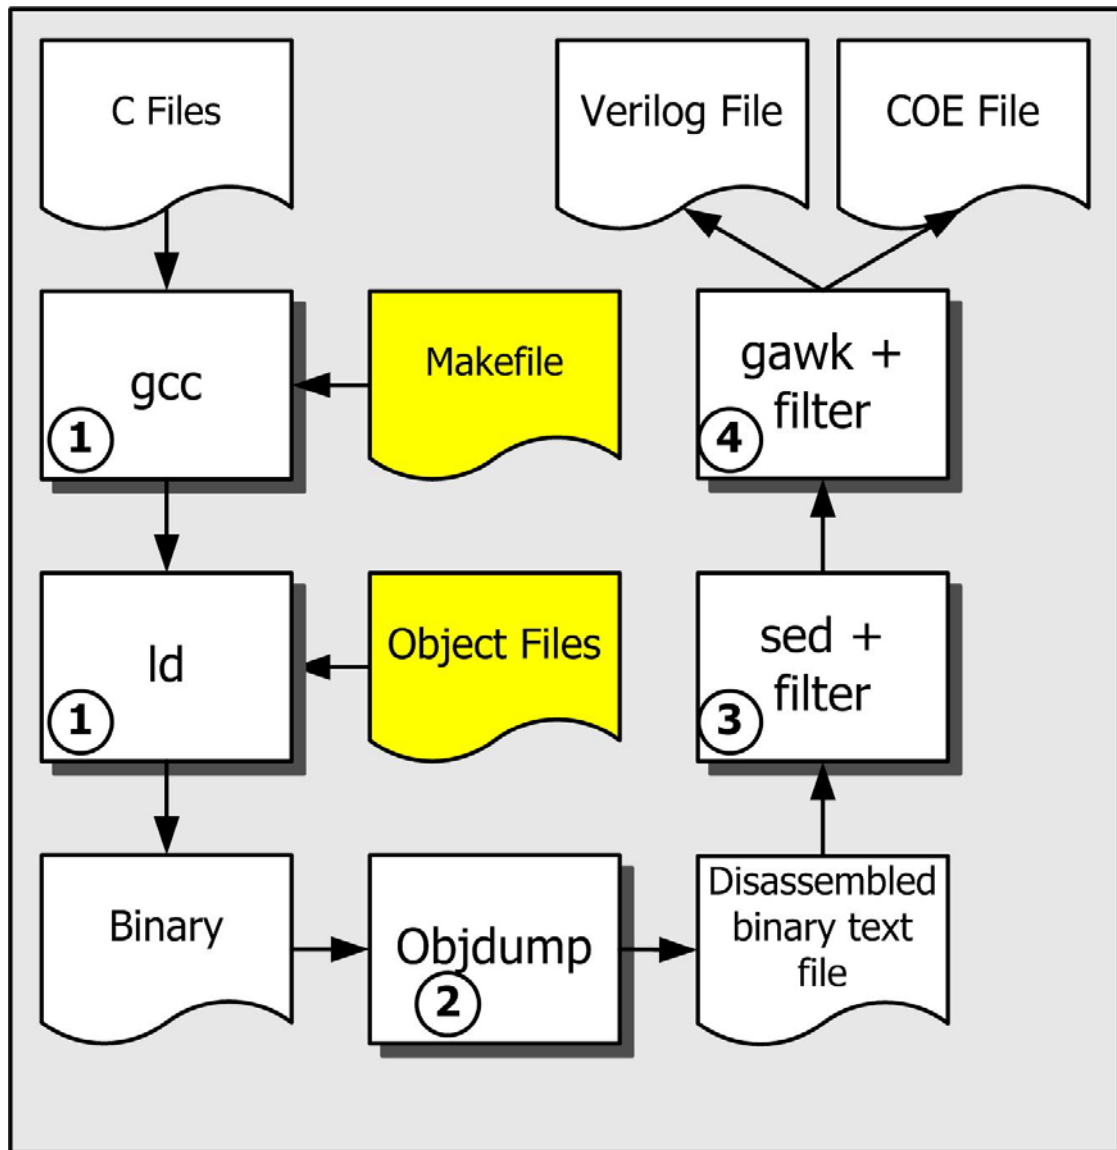 C Files
Verilog File
COE File
gcc
1
Makefile
gawk +
filter
4
ld
1
Object Files
sed +
filter
3
Binary
Objdump
2
Disassembled
binary text
file